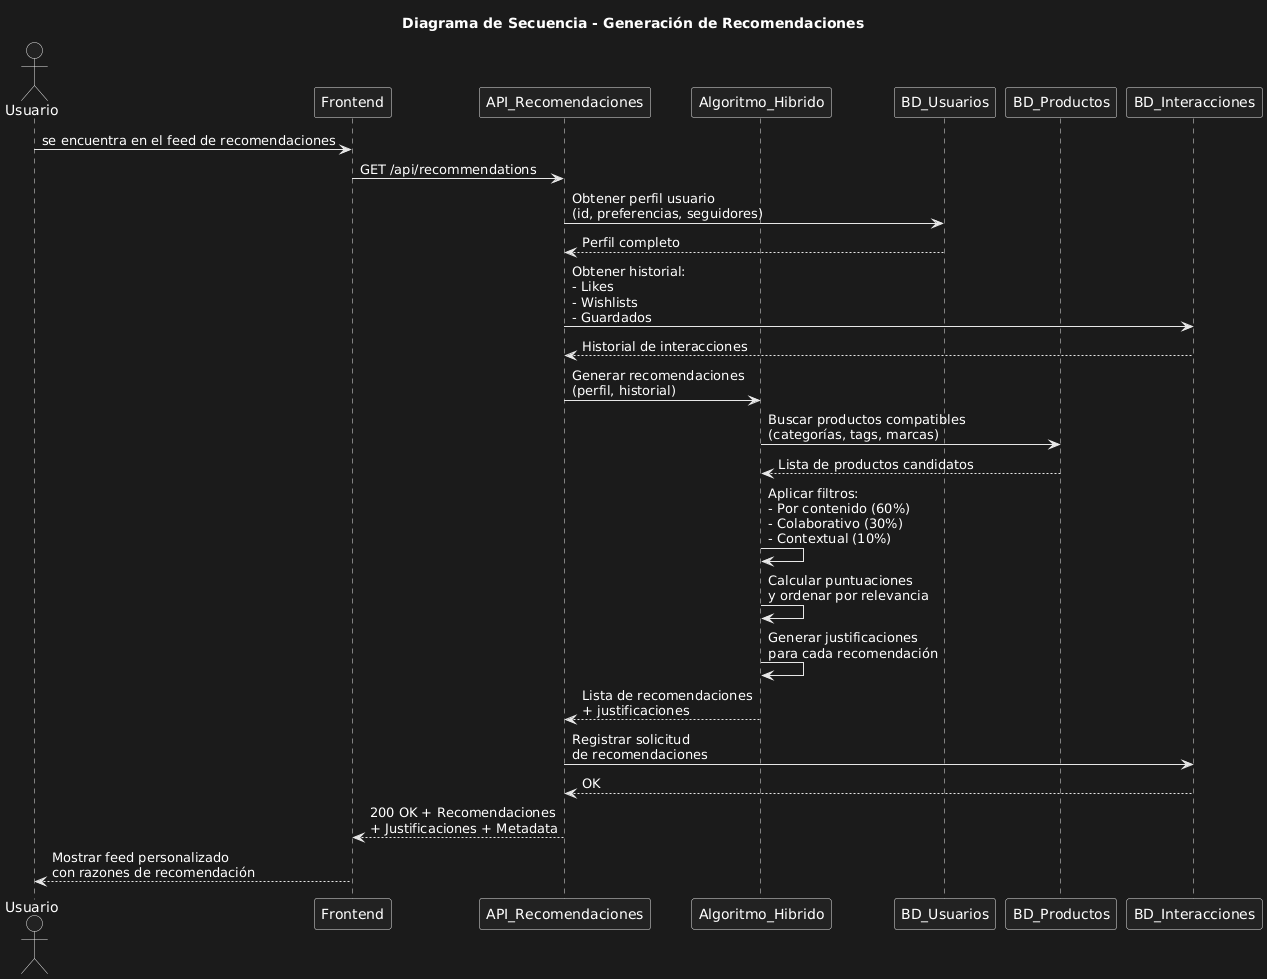 Diagrama de Secuencia - Generación de Recomendaciones
Usuario
Frontend
API_Recomendaciones
Algoritmo_Hibrido
BD_Usuarios
BD_Productos
BD_Interacciones
se encuentra en el feed de recomendaciones
GET /api/recommendations
Obtener perfil usuario
(id, preferencias, seguidores)
Perfil completo
Obtener historial:
- Likes
- Wishlists
- Guardados
Historial de interacciones
Generar recomendaciones
(perfil, historial)
Buscar productos compatibles
(categorías, tags, marcas)
Lista de productos candidatos
Aplicar filtros:
- Por contenido (60%)
- Colaborativo (30%)
- Contextual (10%)
Calcular puntuaciones
y ordenar por relevancia
Generar justificaciones
para cada recomendación
Lista de recomendaciones
+ justificaciones
Registrar solicitud
de recomendaciones
OK
200 OK + Recomendaciones
+ Justificaciones + Metadata
Mostrar feed personalizado
con razones de recomendación
Usuario
Frontend
API_Recomendaciones
Algoritmo_Hibrido
BD_Usuarios
BD_Productos
BD_Interacciones